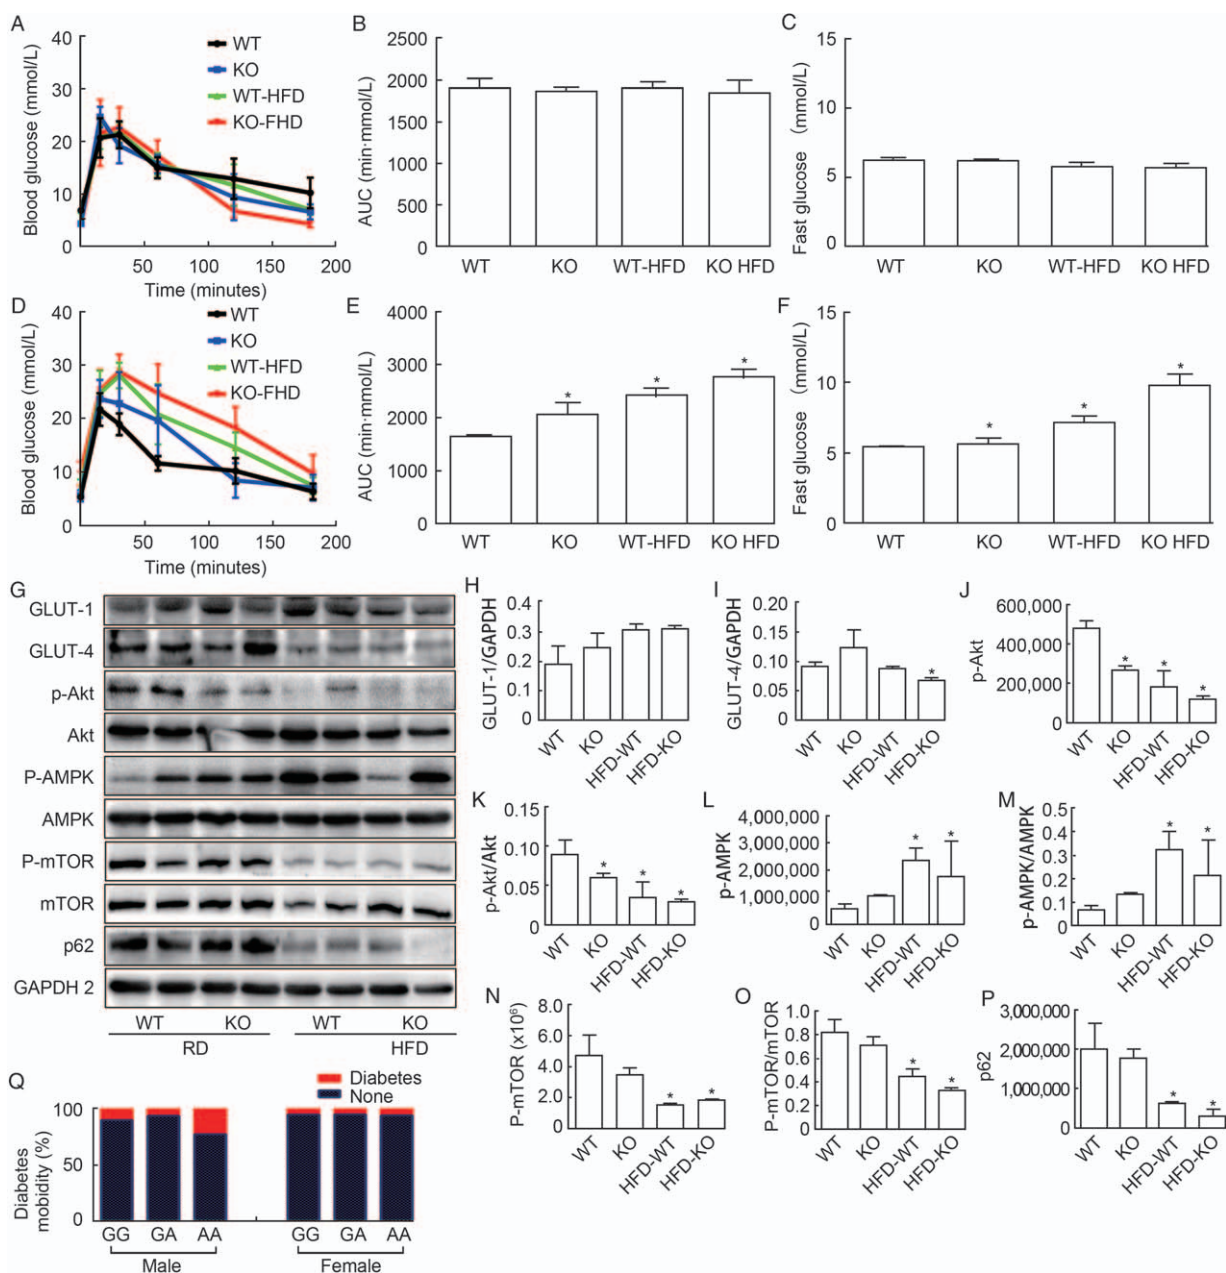 A
Blood glucose (mmol/L)
40
30
20
10
0
50
100
150
200
Time (minutes)
WT
KO
WT-HFD
KO-FHD
B
AUC (min·mmol/L)
2500
2000
1500
1000
500
0
WT
KO
WT-HFD
KO HFD
C
Fast glucose (mmol/L)
15
10
5
0
WT
KO
WT-HFD
KO HFD
D
Blood glucose (mmol/L)
40
30
20
10
0
50
100
150
200
Time (minutes)
WT
KO
WT-HFD
KO-FHD
E
AUC (min·mmol/L)
4000
3000
2000
1000
0
*
*
*
WT
KO
WT-HFD
KO HFD
F
Fast glucose (mmol/L)
15
10
5
0
*
*
*
WT
KO
WT-HFD
KO HFD
G
GLUT-1
GLUT-4
p-Akt
Akt
P-AMPK
AMPK
P-mTOR
mTOR
p62
GAPDH 2
WT
KO
WT
KO
RD
HFD
H
GLUT-1/GAPDH
0.4
0.3
0.2
0.1
0
WT
KO
HFD-WT
HFD-KO
I
GLUT-4/GAPDH
0.20
0.15
0.10
0.05
0
*
WT
KO
HFD-WT
HFD-KO
J
p-Akt
600,000
400,000
200,000
0
*
*
*
WT
KO
HFD-WT
HFD-KO
K
p-Akt/Akt
0.15
0.10
0.05
0
*
*
*
WT
KO
HFD-WT
HFD-KO
L
p-AMPK
4,000,000
3,000,000
2,000,000
1,000,000
0
*
*
WT
KO
HFD-WT
HFD-KO
M
p-AMPK/AMPK
0.5
0.4
0.3
0.2
0.1
0
*
*
WT
KO
HFD-WT
HFD-KO
N
P-mTOR (x10⁶)
8.0
6.0
4.0
2.0
0
*
*
WT
KO
HFD-WT
HFD-KO
O
P-mTOR/mTOR
1.0
0.8
0.6
0.4
0.2
0
*
*
WT
KO
HFD-WT
HFD-KO
P
p62
3,000,000
2,000,000
1,000,000
0
*
*
WT
KO
HFD-WT
HFD-KO
Q
Diabetes
None
Diabetes
mobidity (%)
100
50
0
GG
GA
AA
GG
GA
AA
Male
Female